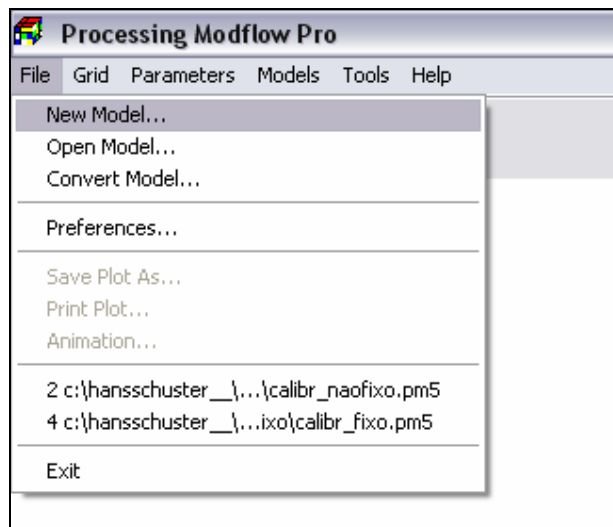 Processing Modflow Pro
File Grid Parameters Models Tools Help
New Model...
Open Model...
Convert Model...
Preferences...
Save Plot As...
Print Plot...
Animation...
2 c:\hansschuster__\...\calibr_naofixo.pm5
4 c:\hansschuster__\...ixo\calibr_fixo.pm5
Exit